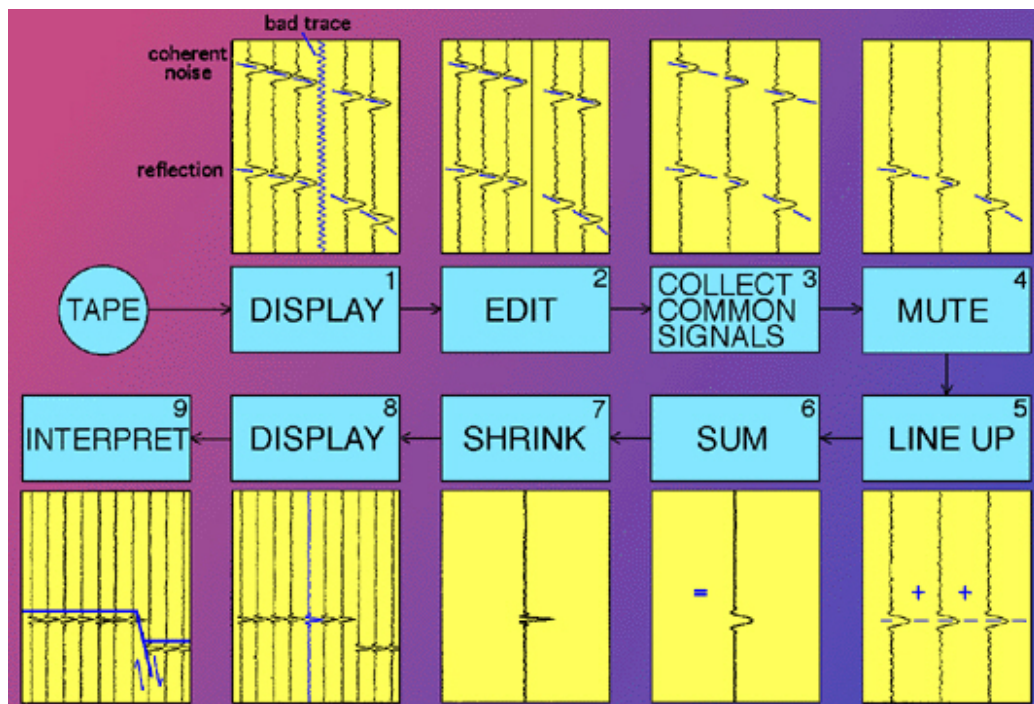 bad trace
coherent
noise
reflection
TAPE
1
DISPLAY
2
EDIT
3
COLLECT
COMMON
SIGNALS
4
MUTE
9
INTERPRET
8
DISPLAY
7
SHRINK
6
SUM
5
LINE UP
=
+ +